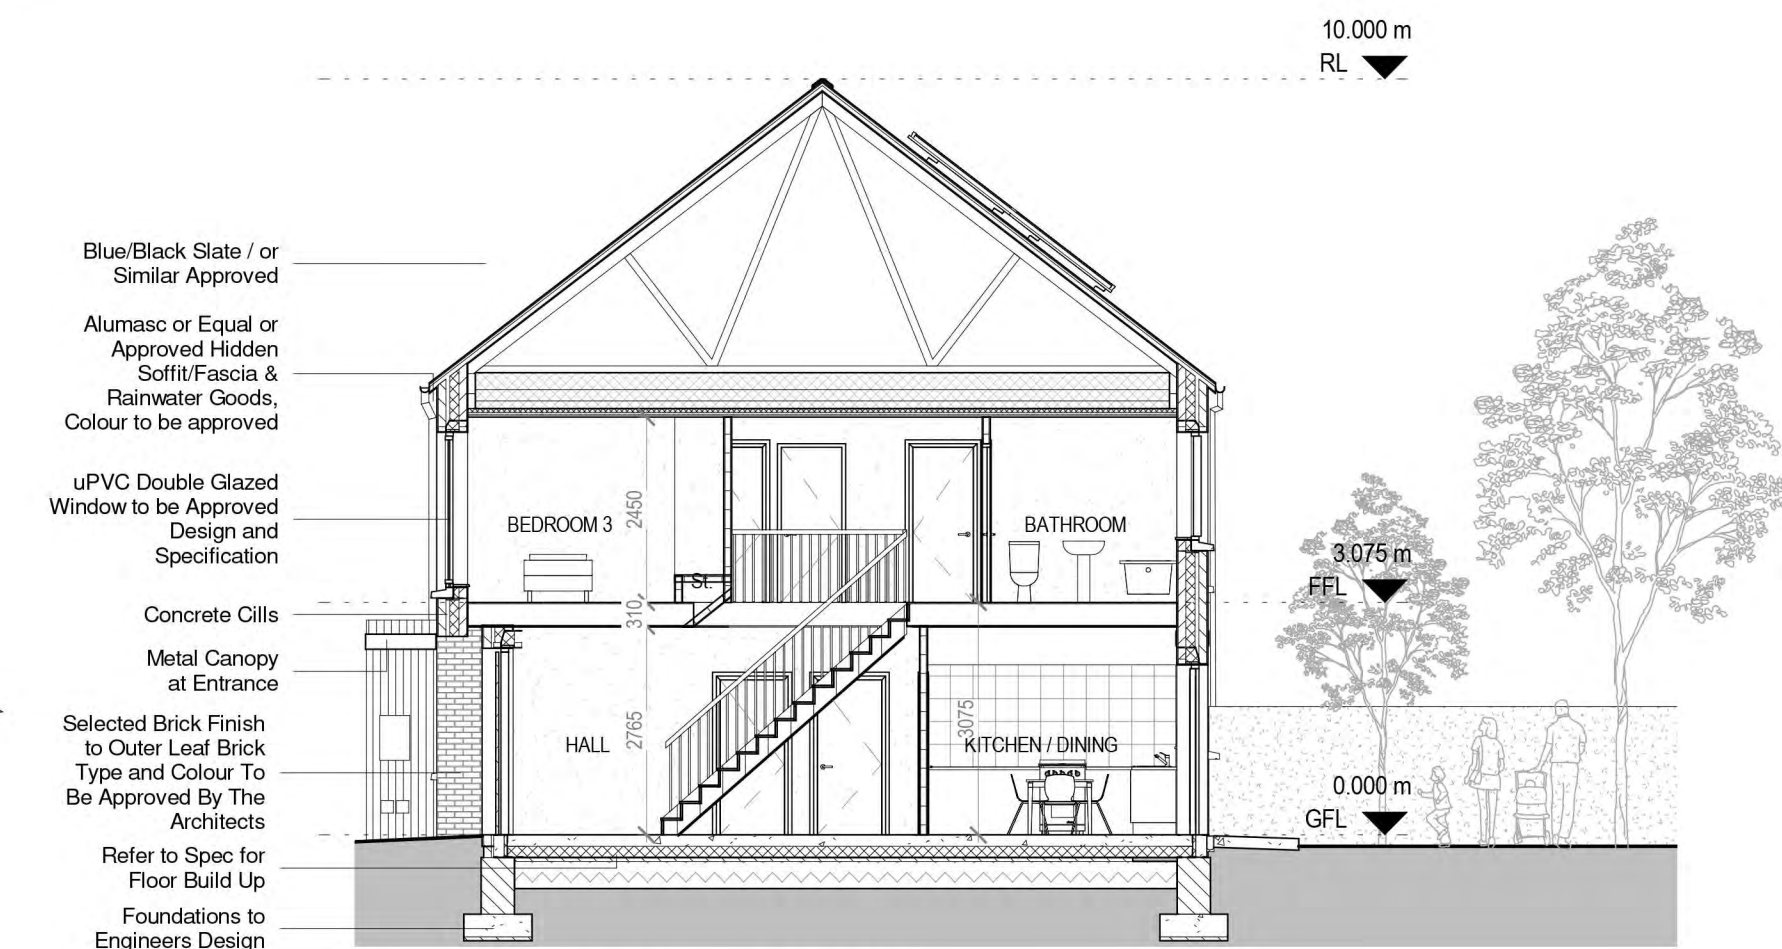 10.000 m
RL
Blue/Black Slate / or
Similar Approved
Alumasc or Equal or
Approved Hidden
Soffit/Fascia &
Rainwater Goods,
Colour to be approved
uPVC Double Glazed
Window to be Approved
Design and
Specification
Concrete Cills
Metal Canopy
at Entrance
Selected Brick Finish
to Outer Leaf Brick
Type and Colour To
Be Approved By The
Architects
Refer to Spec for
Floor Build Up
Foundations to
Engineers Design
BEDROOM 3
2450
BATHROOM
St.
310
3.075 m
FFL
HALL
2765
3075
KITCHEN / DINING
0.000 m
GFL